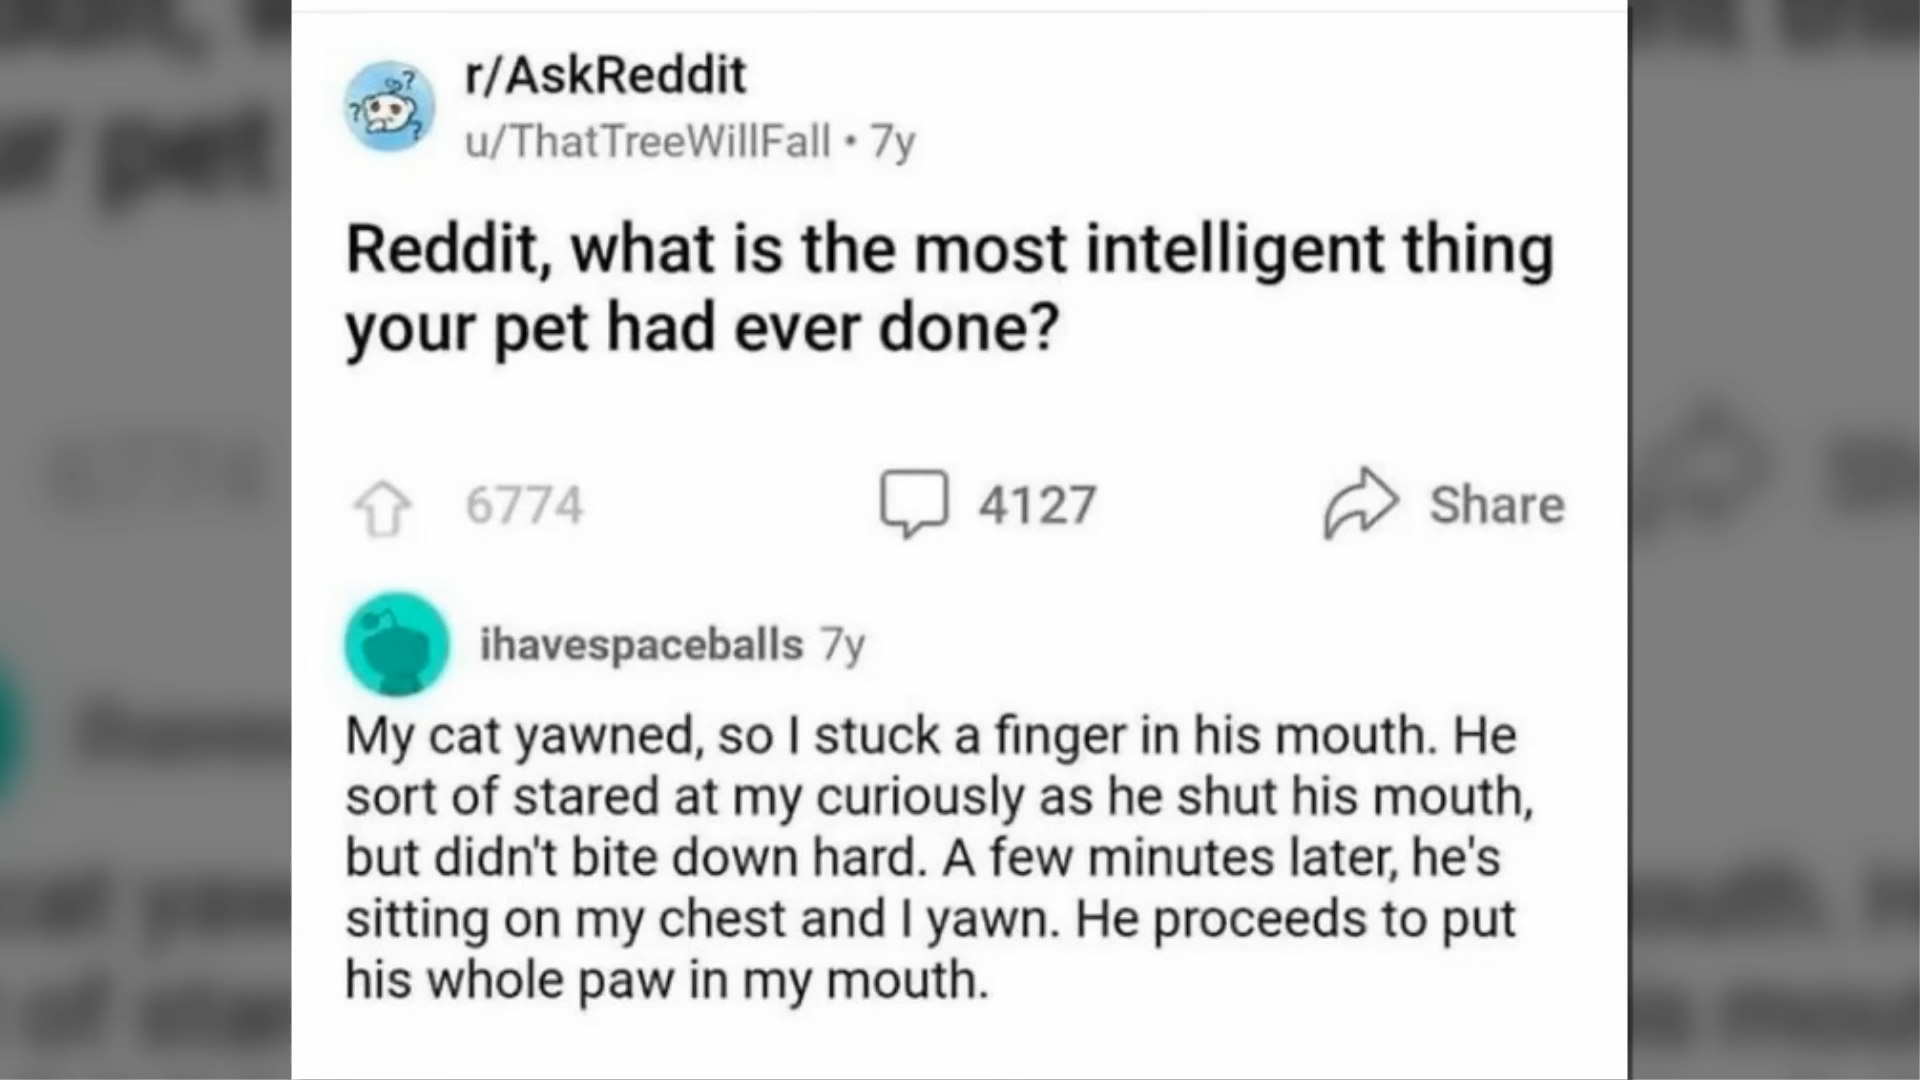 r/AskReddit
u/ThatTreeWillFall • 7y
Reddit, what is the most intelligent thing
your pet had ever done?
6774
4127
Share
ihavespaceballs 7y
My cat yawned, so I stuck a finger in his mouth. He
sort of stared at my curiously as he shut his mouth,
but didn't bite down hard. A few minutes later, he's
sitting on my chest and I yawn. He proceeds to put
his whole paw in my mouth.